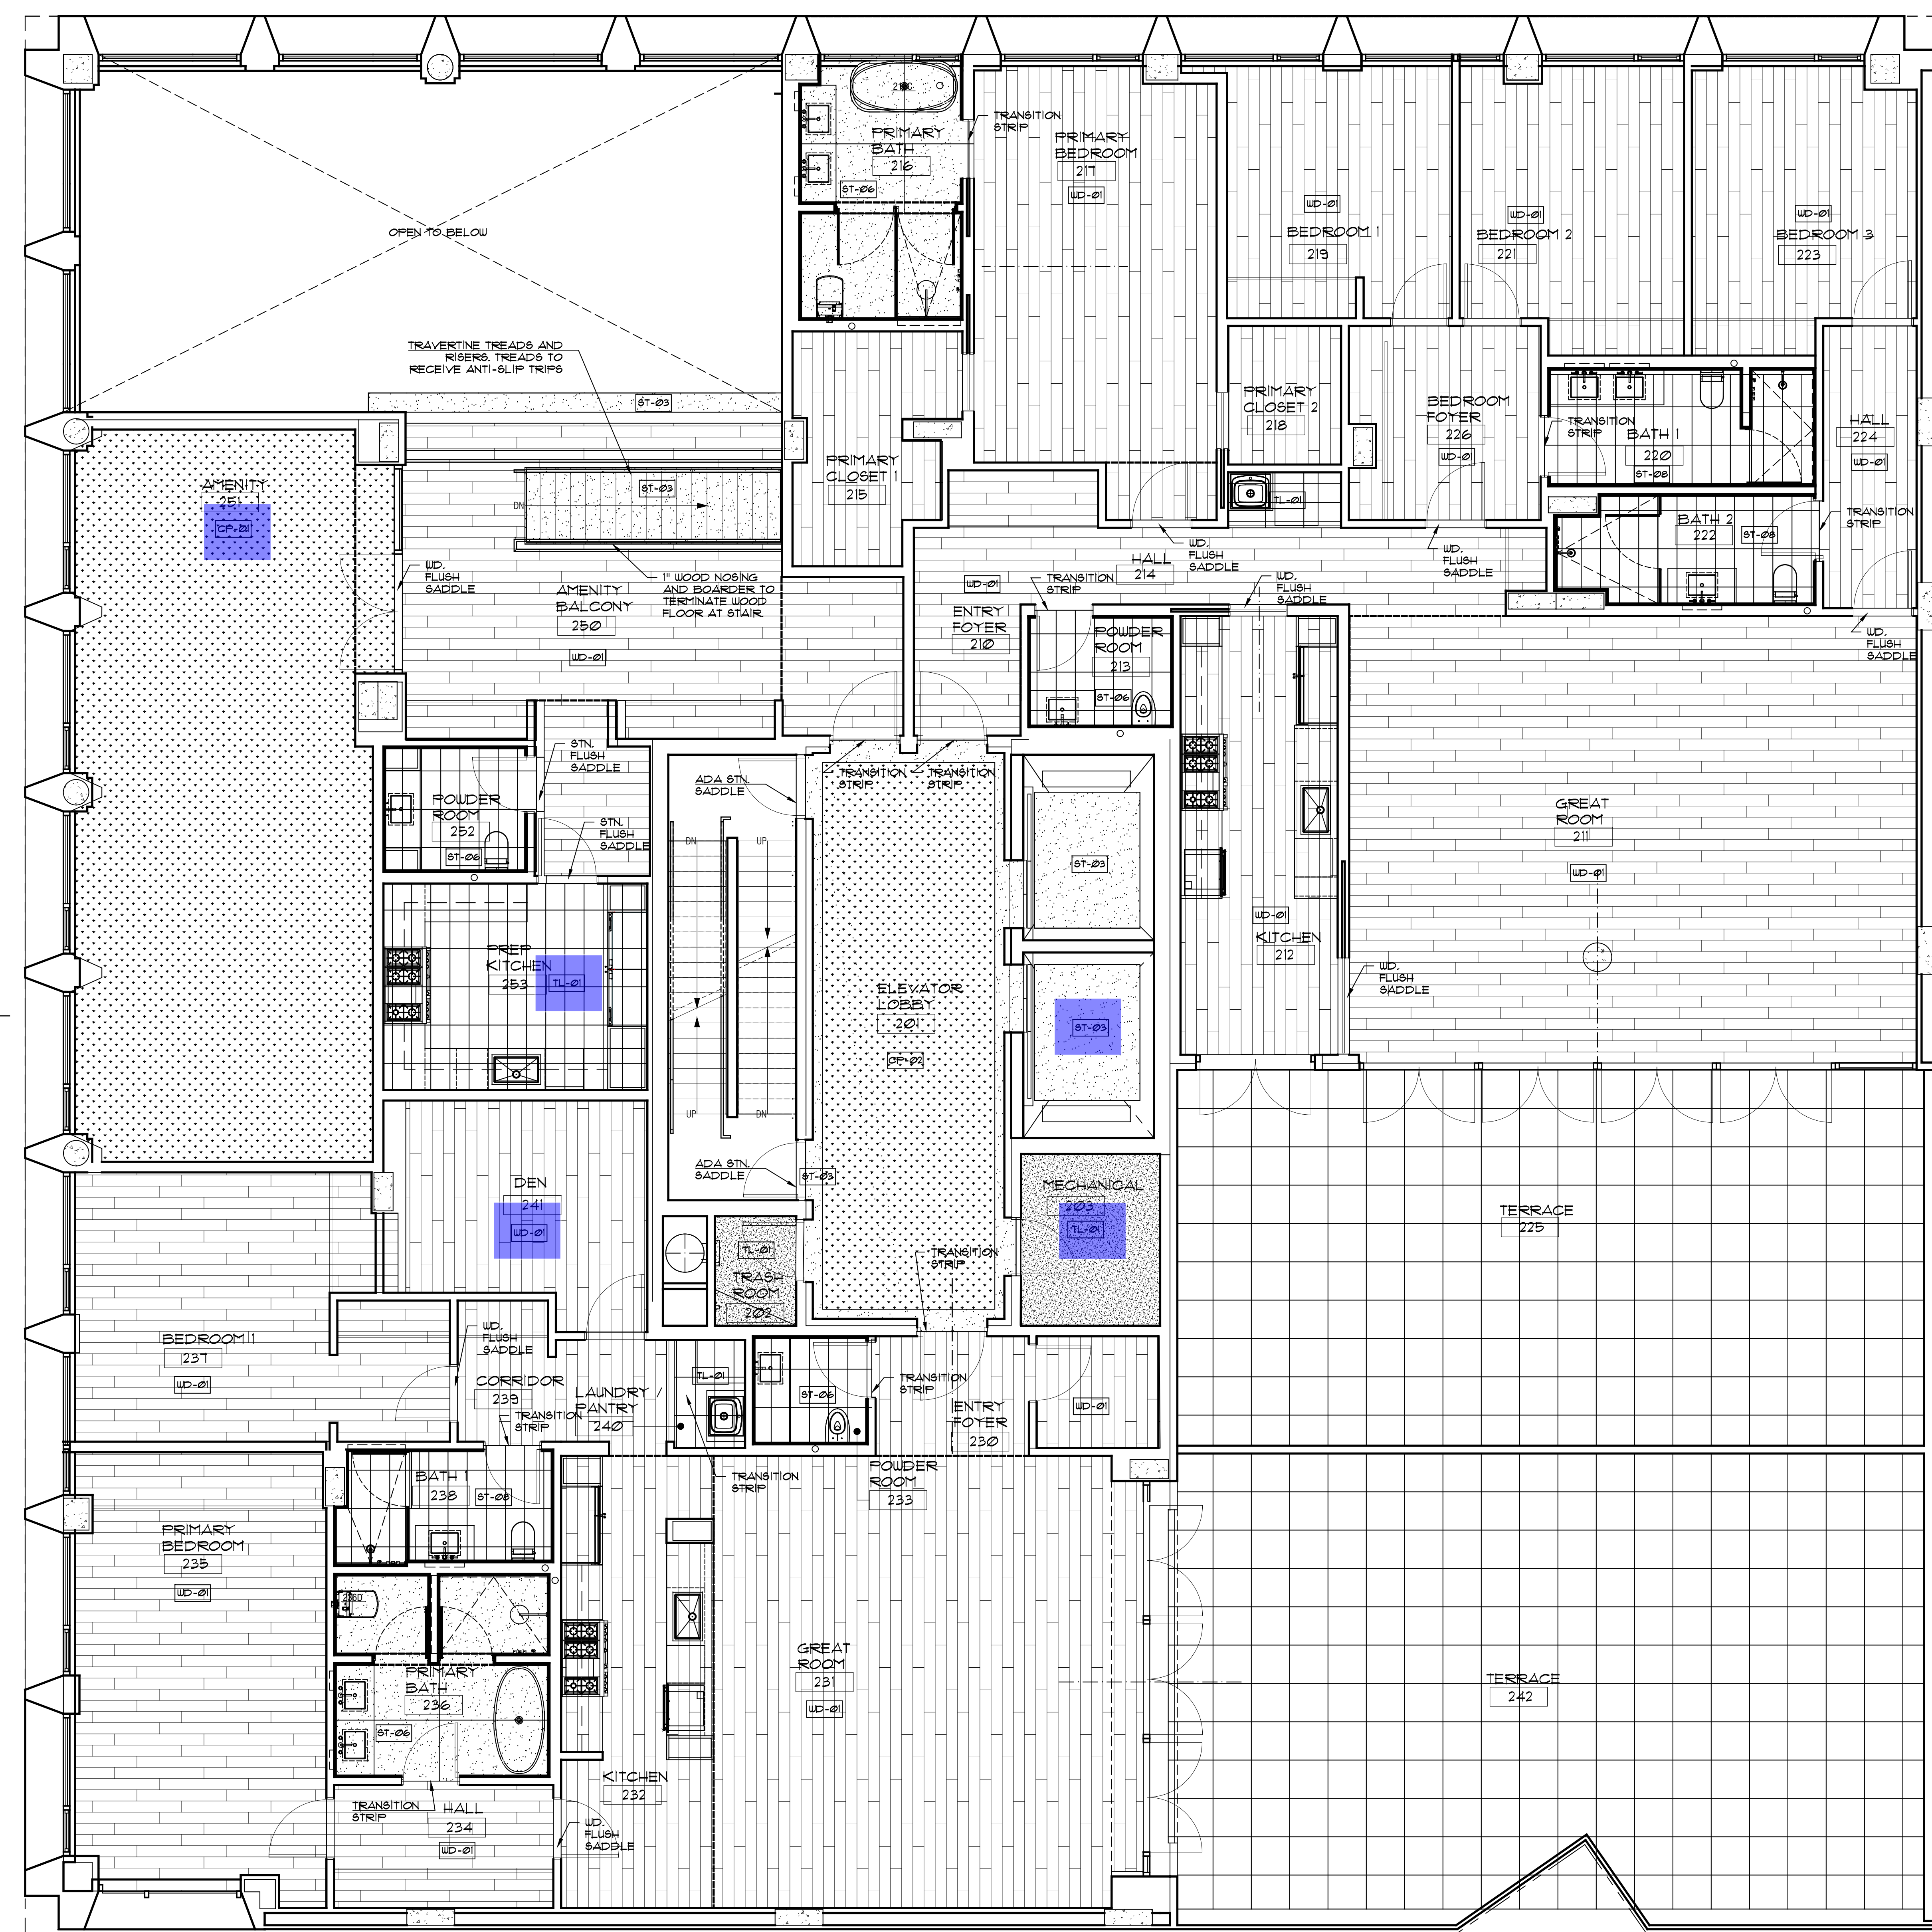 216C
PRIMARY
BATH
216
ST-06
TRANSITION
STRIP
PRIMARY
BEDROOM
217
WD-01
WD-01
BEDROOM 1
219
WD-01
BEDROOM 2
221
WD-01
BEDROOM 3
223
OPEN TO BELOW
TRAVERTINE TREADS AND
RISERS. TREADS TO
RECEIVE ANTI-SLIP TRIPS
ST-03
PRIMARY
CLOSET 2
218
BEDROOM
FOYER
226
WD-01
TRANSITION
STRIP
BATH 1
220
ST-08
HALL
224
WD-01
AMENITY
251
CP-01
DN
ST-03
PRIMARY
CLOSET 1
215
TL-01
BATH 2
222
ST-08
TRANSITION
STRIP
WD.
FLUSH
SADDLE
AMENITY
BALCONY
250
WD-01
1" WOOD NOSING
AND BOARDER TO
TERMINATE WOOD
FLOOR AT STAIR
WD-01
ENTRY
FOYER
210
TRANSITION
STRIP
HALL
214
WD.
FLUSH
SADDLE
WD.
FLUSH
SADDLE
WD.
FLUSH
SADDLE
POWDER
ROOM
213
ST-06
WD.
FLUSH
SADDLE
STN.
FLUSH
SADDLE
ADA STN.
SADDLE
TRANSITION
STRIP
TRANSITION
STRIP
POWDER
ROOM
252
ST-06
STN.
FLUSH
SADDLE
DN
UP
ST-03
GREAT
ROOM
211
WD-01
WD-01
KITCHEN
212
WD.
FLUSH
SADDLE
PREP
KITCHEN
253
TL-01
ELEVATOR
LOBBY
201
CP-02
ST-03
UP
DN
ADA STN.
SADDLE
ST-03
DEN
241
WD-01
MECHANICAL
203
TL-01
TERRACE
225
TL-01
TRASH
ROOM
202
TRANSITION
STRIP
BEDROOM 1
237
WD-01
WD.
FLUSH
SADDLE
CORRIDOR
239
TRANSITION
STRIP
LAUNDRY /
PANTRY
240
TL-01
ST-06
TRANSITION
STRIP
ENTRY
FOYER
230
WD-01
BATH 1
238
ST-08
TRANSITION
STRIP
POWDER
ROOM
233
PRIMARY
BEDROOM
235
WD-01
236D
PRIMARY
BATH
236
ST-06
GREAT
ROOM
231
WD-01
TERRACE
242
KITCHEN
232
TRANSITION
STRIP
HALL
234
WD-01
WD.
FLUSH
SADDLE